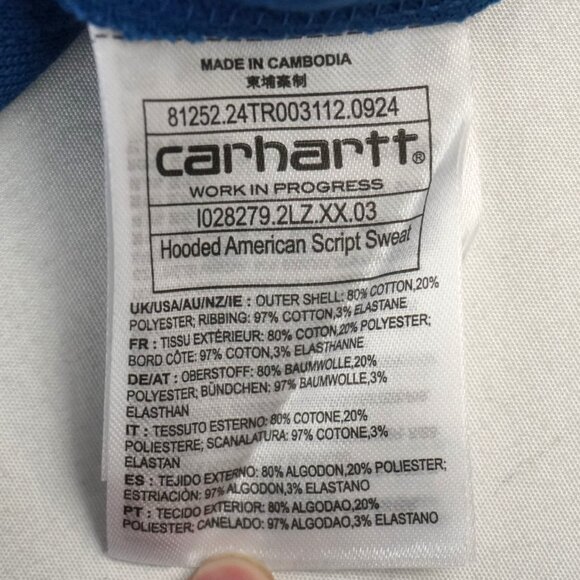 MADE IN CAMBODIA
柬埔寨制
81252.24TR003112.0924
carhartt®
WORK IN PROGRESS
I028279.2LZ.XX.03
Hooded American Script Sweat
UK/USA/AU/NZ/IE : OUTER SHELL: 80% COTTON,20%
POLYESTER; RIBBING: 97% COTTON,3% ELASTANE
FR : TISSU EXTÉRIEUR: 80% COTON,20% POLYESTER;
BORD CÔTE: 97% COTON,3% ELASTHANNE
DE/AT : OBERSTOFF: 80% BAUMWOLLE,20%
POLYESTER; BÜNDCHEN: 97% BAUMWOLLE,3%
ELASTHAN
IT : TESSUTO ESTERNO: 80% COTONE,20%
POLIESTERE; SCANALATURA: 97% COTONE,3%
ELASTAN
ES : TEJIDO EXTERNO: 80% ALGODON,20% POLIESTER;
ESTRIACIÓN: 97% ALGODON,3% ELASTANO
PT : TECIDO EXTERIOR: 80% ALGODAO,20%
POLIESTER; CANELADO: 97% ALGODAO,3% ELASTANO